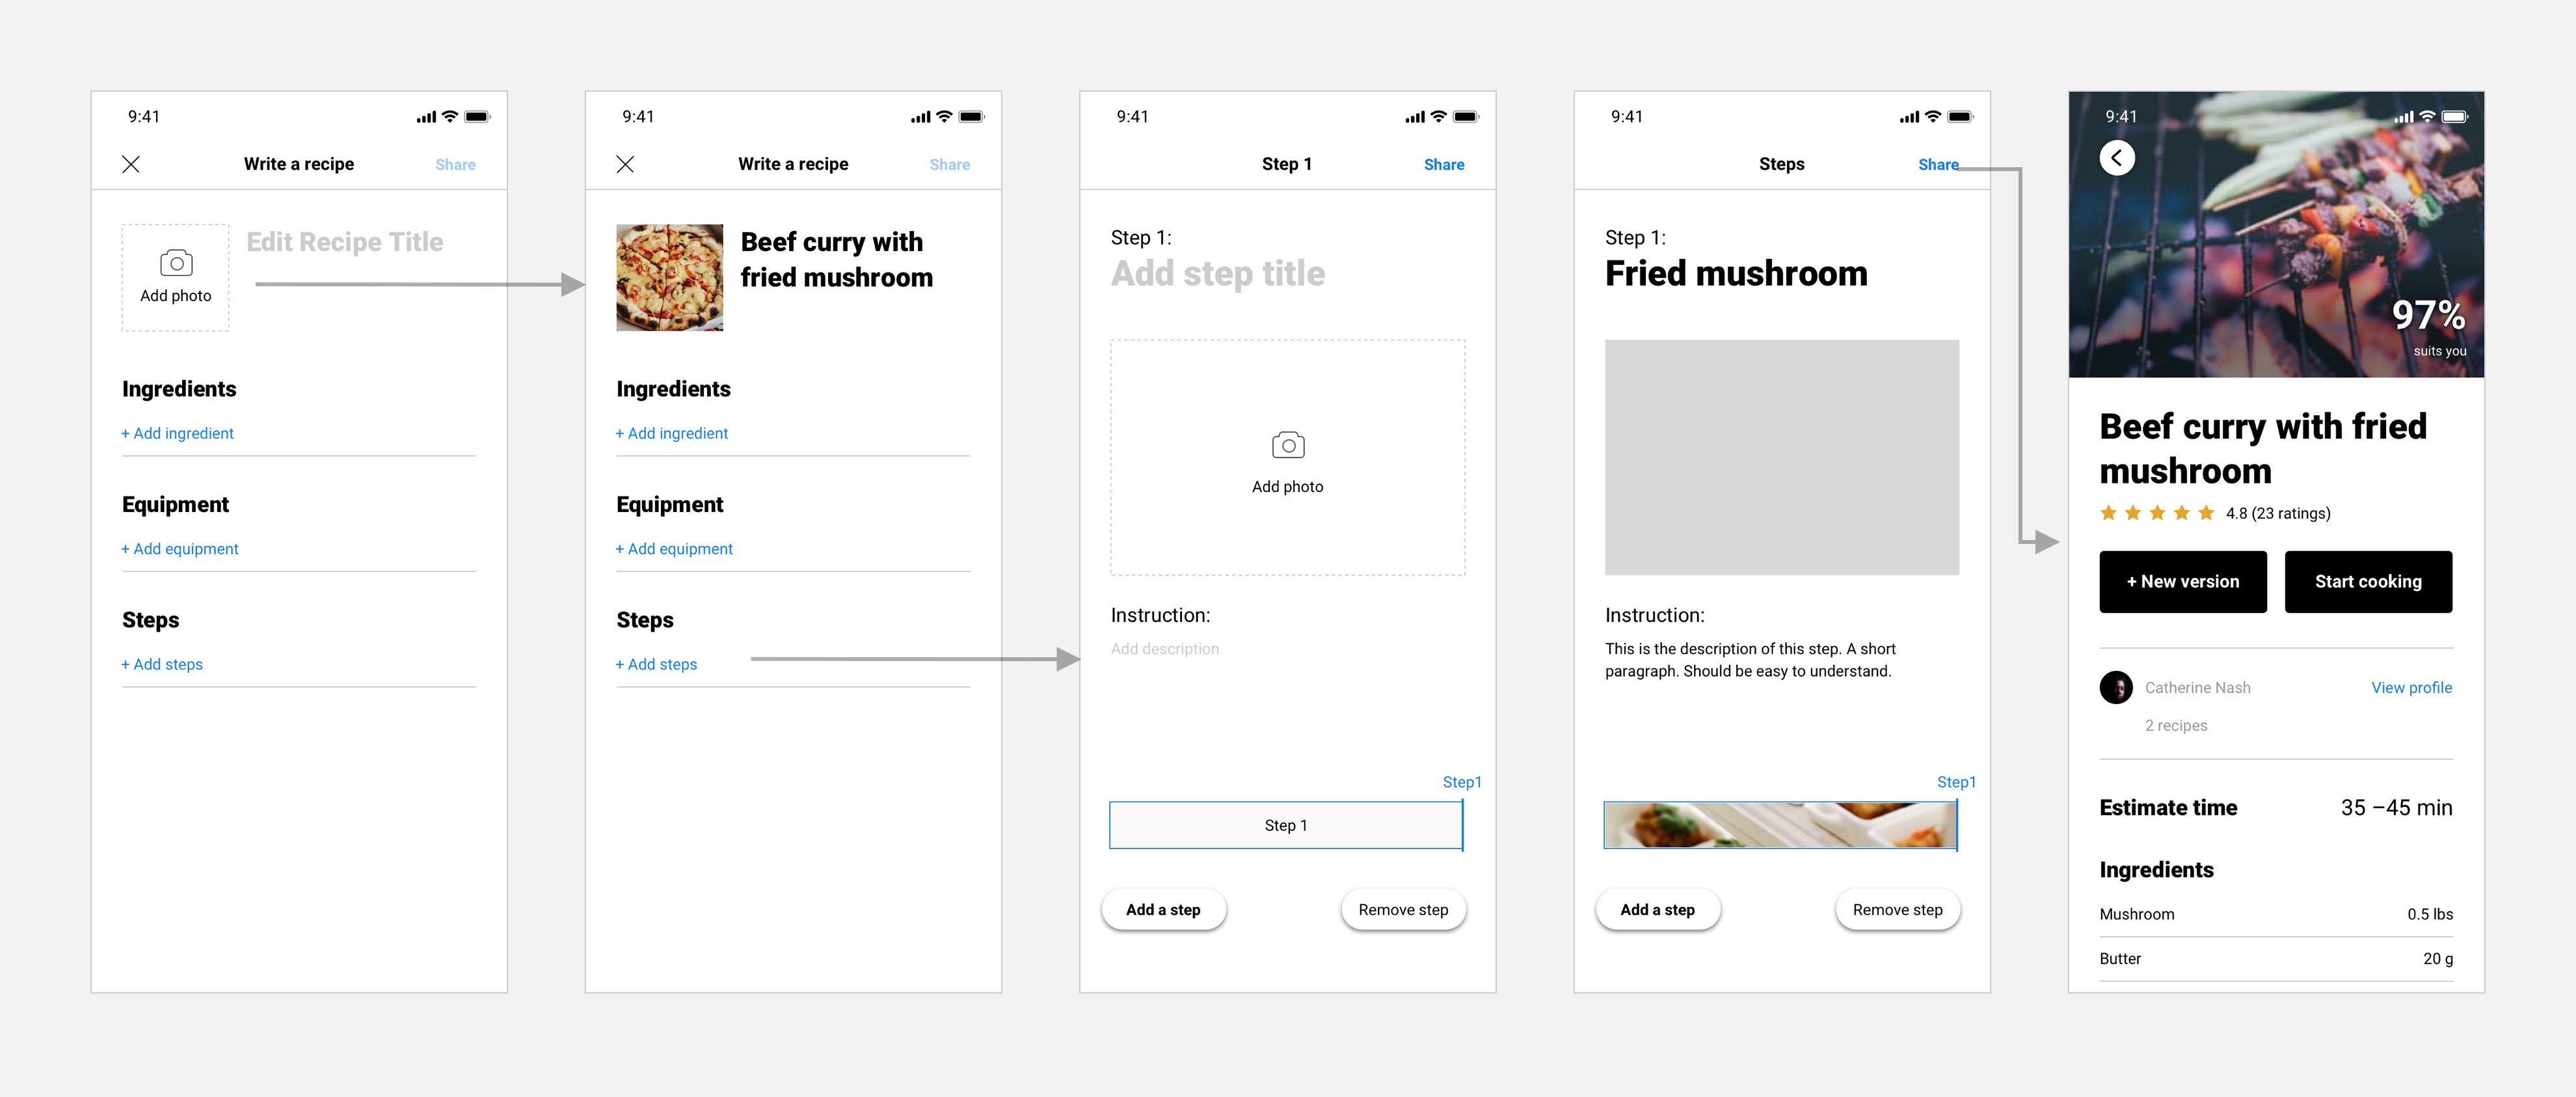 9:41
Write a recipe
Share
Edit Recipe Title
Add photo
Ingredients
+ Add ingredient
Equipment
+ Add equipment
Steps
+ Add steps
9:41
Write a recipe
Share
Beef curry with
fried mushroom
Ingredients
+ Add ingredient
Equipment
+ Add equipment
Steps
+ Add steps
9:41
Step 1
Share
Step 1:
Add step title
Add photo
Instruction:
Add description
Step1
Step 1
Add a step
Remove step
9:41
Steps
Share
Step 1:
Fried mushroom
Instruction:
This is the description of this step. A short
paragraph. Should be easy to understand.
Step1
Add a step
Remove step
9:41
97%
suits you
Beef curry with fried
mushroom
4.8 (23 ratings)
+ New version
Start cooking
Catherine Nash
View profile
2 recipes
Estimate time
35 –45 min
Ingredients
Mushroom
0.5 lbs
Butter
20 g